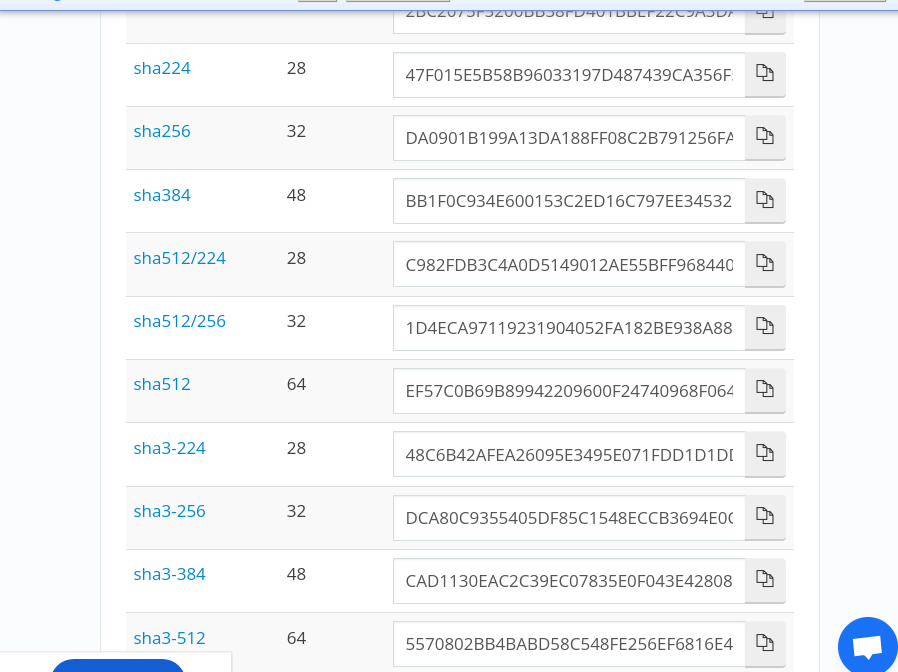 sha224 28 47F015E5B58B96033197D487439CA356F
sha256 32 DA0901B199A13DA188FF08C2B791256FA
sha384 48 BB1F0C934E600153C2ED16C797EE34532
sha512/224 28 C982FDB3C4A0D5149012AE55BFF968440
sha512/256 32 1D4ECA97119231904052FA182BE938A88
sha512 64 EF57C0B69B89942209600F24740968F064
sha3-224 28 48C6B42AFEA26095E3495E071FDD1D1D
sha3-256 32 DCA80C9355405DF85C1548ECCB3694E0
sha3-384 48 CAD1130EAC2C39EC07835E0F043E42808
sha3-512 64 5570802BB4BABD58C548FE256EF6816E4